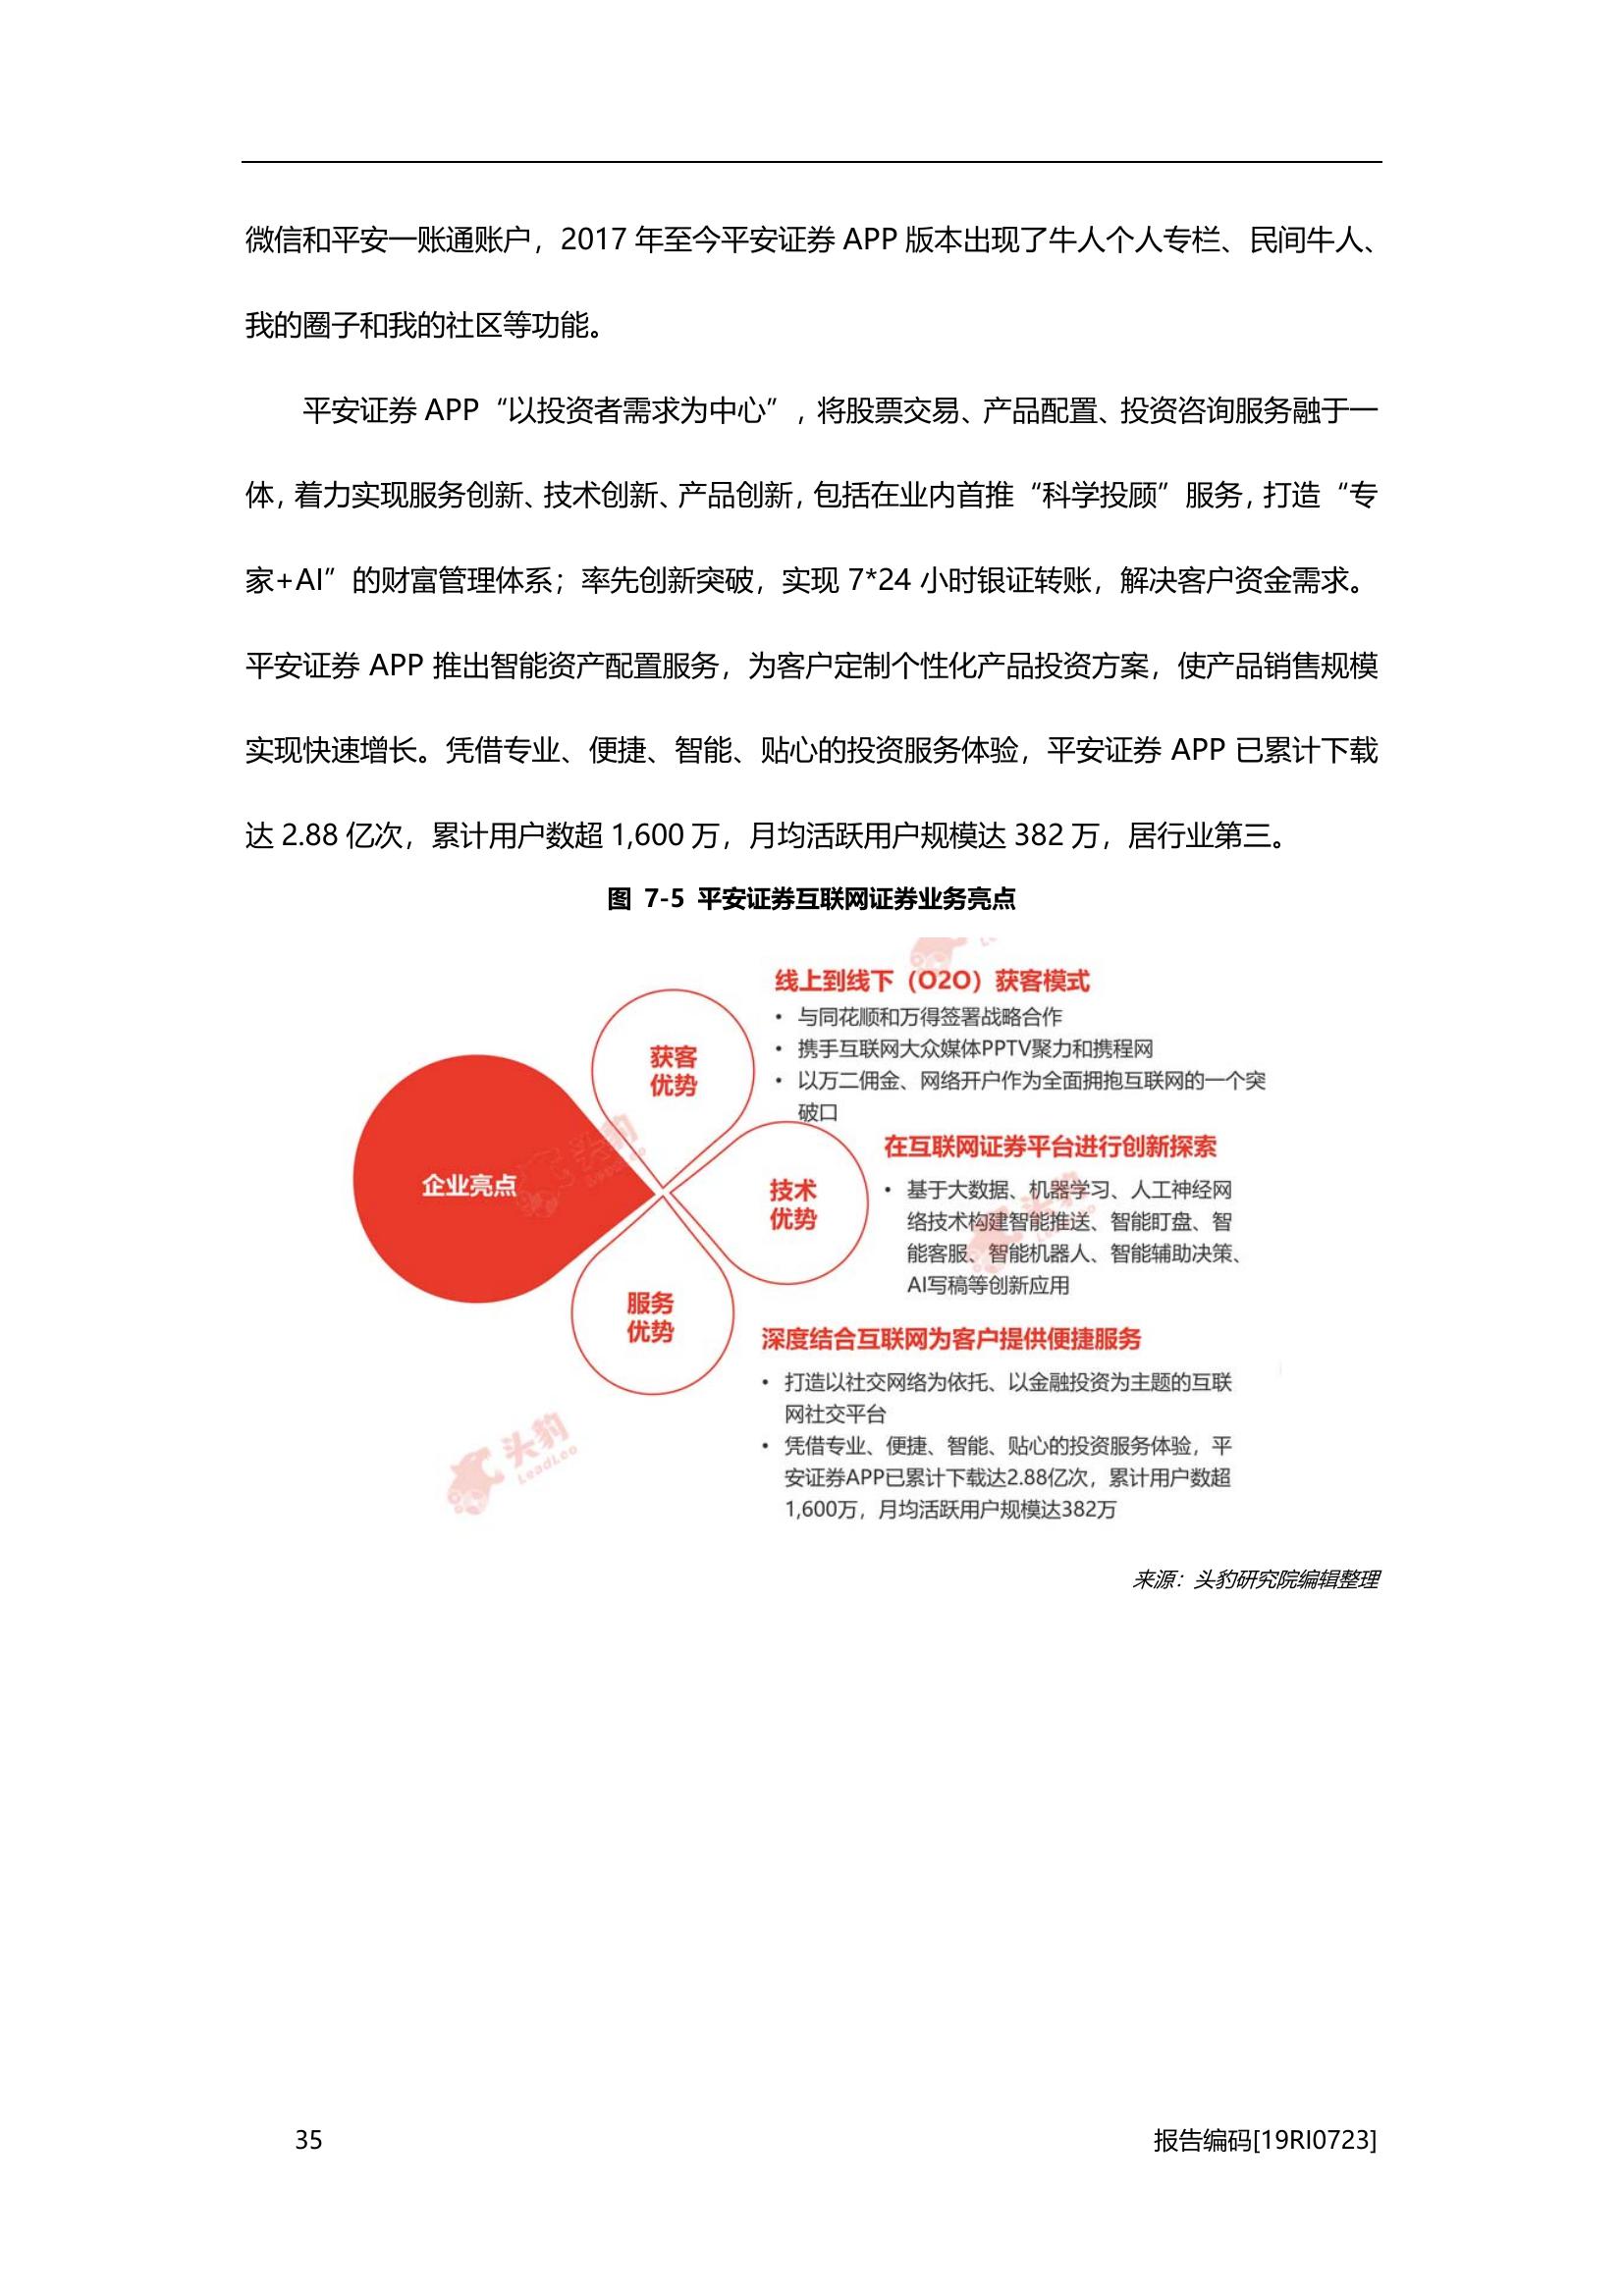 微信和平安一账通账户，2017 年至今平安证券 APP 版本出现了牛人个人专栏、民间牛人、
我的圈子和我的社区等功能。
平安证券 APP“以投资者需求为中心”，将股票交易、产品配置、投资咨询服务融于一
体，着力实现服务创新、技术创新、产品创新，包括在业内首推“科学投顾”服务，打造“专
家+AI”的财富管理体系；率先创新突破，实现 7*24 小时银证转账，解决客户资金需求。
平安证券 APP 推出智能资产配置服务，为客户定制个性化产品投资方案，使产品销售规模
实现快速增长。凭借专业、便捷、智能、贴心的投资服务体验，平安证券 APP 已累计下载
达 2.88 亿次，累计用户数超 1,600 万，月均活跃用户规模达 382 万，居行业第三。
图 7-5 平安证券互联网证券业务亮点
线上到线下（O2O）获客模式
• 与同花顺和万得签署战略合作
• 携手互联网大众媒体PPTV聚力和携程网
• 以万二佣金、网络开户作为全面拥抱互联网的一个突
破口
获客
优势
企业亮点
头豹
LeadLeo
技术
优势
在互联网证券平台进行创新探索
• 基于大数据、机器学习、人工神经网
络技术构建智能推送、智能盯盘、智
能客服、智能机器人、智能辅助决策、
AI写稿等创新应用
头豹
LeadLeo
服务
优势
深度结合互联网为客户提供便捷服务
• 打造以社交网络为依托、以金融投资为主题的互联
网社交平台
• 凭借专业、便捷、智能、贴心的投资服务体验，平
安证券APP已累计下载达2.88亿次，累计用户数超
1,600万，月均活跃用户规模达382万
头豹
LeadLeo
来源：头豹研究院编辑整理
35
报告编码[19RI0723]